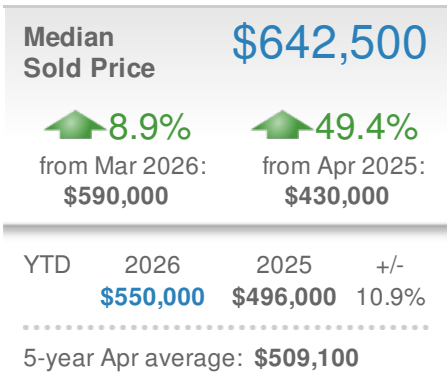 Median
Sold Price
$642,500
8.9%
from Mar 2026:
$590,000
49.4%
from Apr 2025:
$430,000
YTD 2026 2025 +/-
$550,000 $496,000 10.9%
5-year Apr average: $509,100